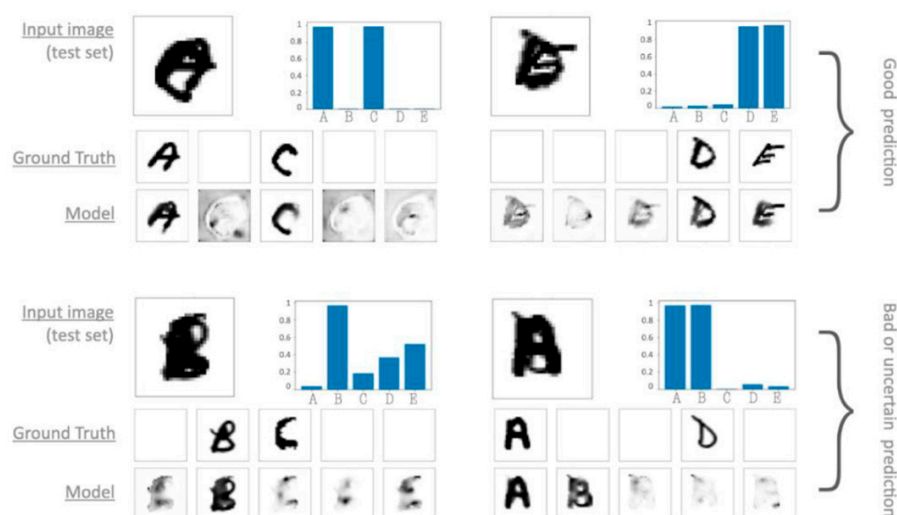 Input image
(test set)
1
0.8
0.6
0.4
0.2
0
A B C D E
1
0.8
0.6
0.4
0.2
0
A B C D E
Ground Truth
A C
D E
Model
A C
B B D E
Good prediction
Input image
(test set)
1
0.8
0.6
0.4
0.2
0
A B C D E
B
1
0.8
0.6
0.4
0.2
0
A B C D E
Ground Truth
B C
A D
Model
B
A B
Bad or uncertain prediction